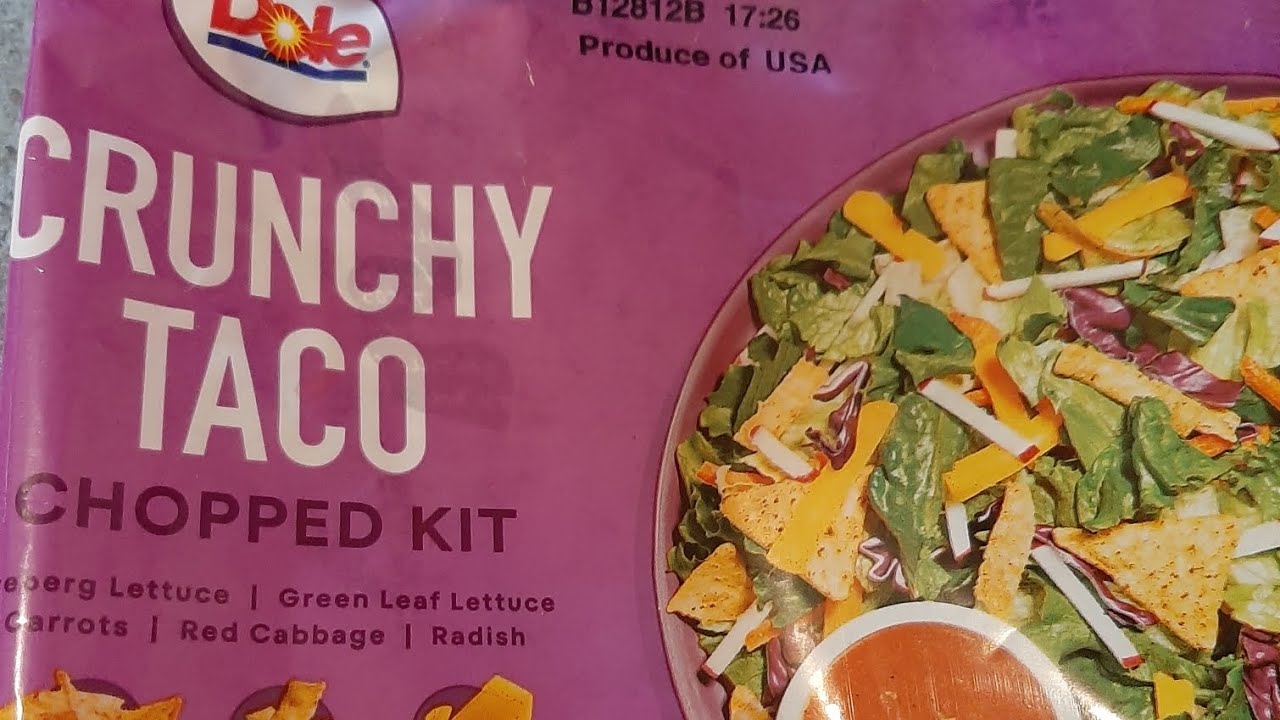 Dole
B12812B 17:26
Produce of USA
CRUNCHY
TACO
CHOPPED KIT
eberg Lettuce | Green Leaf Lettuce
Carrots | Red Cabbage | Radish